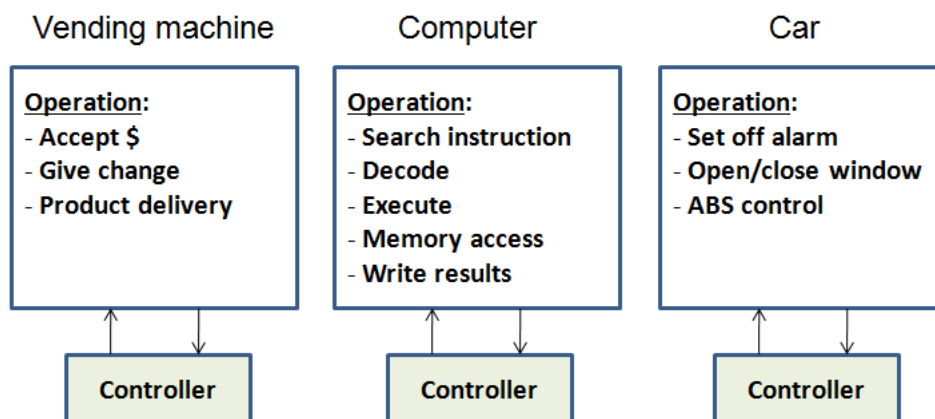 Vending machine
Operation:
- Accept $
- Give change
- Product delivery
Controller
Computer
Operation:
- Search instruction
- Decode
- Execute
- Memory access
- Write results
Controller
Car
Operation:
- Set off alarm
- Open/close window
- ABS control
Controller